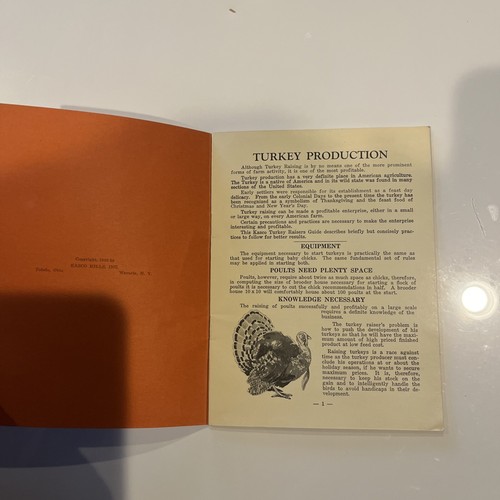 Copyright, 1944 by
KASCO MILLS, INC.
Toledo, Ohio Waverly, N. Y.
TURKEY PRODUCTION
Although Turkey Raising is by no means one of the more prominent
forms of farm activity, it is one of the most profitable.
Turkey production has a very definite place in American agriculture.
The Turkey is a native of America and in its wild state was found in many
sections of the United States.
Early settlers were responsible for its establishment as a feast day
delicacy. From the early Colonial Days to the present time the turkey has
been recognized as a symbolism of Thanksgiving and the feast food of
Christmas and New Year's Day.
Turkey raising can be made a profitable enterprise, either in a small
or large way, on every American farm.
Certain precautions and practices are necessary to make the enterprise
interesting and profitable.
This Kasco Turkey Raisers Guide describes briefly but concisely prac-
tices to follow for better results.
EQUIPMENT
The equipment necessary to start turkeys is practically the same as
that used for starting baby chicks. The same fundamental set of rules
may be applied in starting both.
POULTS NEED PLENTY SPACE
Poults, however, require about twice as much space as chicks, therefore,
in computing the size of brooder house necessary for starting a flock of
poults it is necessary to cut the chick recommendations in half. A brooder
house 10 x 10 will comfortably house about 100 poults at the start.
KNOWLEDGE NECESSARY
The raising of poults successfully and profitably on a large scale
requires a definite knowledge of the
business.
The turkey raiser's problem is
how to push the development of his
turkeys so that he will have the maxi-
mum amount of high priced finished
product at low feed cost.
Raising turkeys is a race against
time as the turkey producer must con-
clude his operations at or about the
holiday season, if he wants to secure
maximum prices. It is, therefore,
necessary to keep his stock on the
gain and to intelligently handle the
birds to avoid handicaps in their de-
velopment.
— 1 —